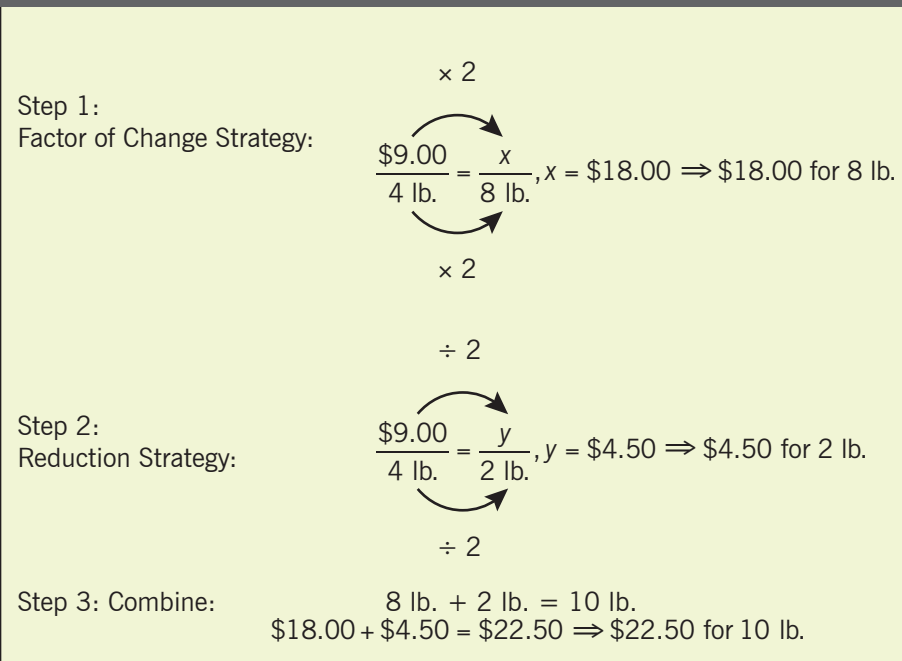 × 2
Step 1:
Factor of Change Strategy:
$9.00 / 4 lb. = x / 8 lb., x = $18.00 ⇒ $18.00 for 8 lb.
× 2
÷ 2
Step 2:
Reduction Strategy:
$9.00 / 4 lb. = y / 2 lb., y = $4.50 ⇒ $4.50 for 2 lb.
÷ 2
Step 3: Combine: 8 lb. + 2 lb. = 10 lb.
$18.00 + $4.50 = $22.50 ⇒ $22.50 for 10 lb.